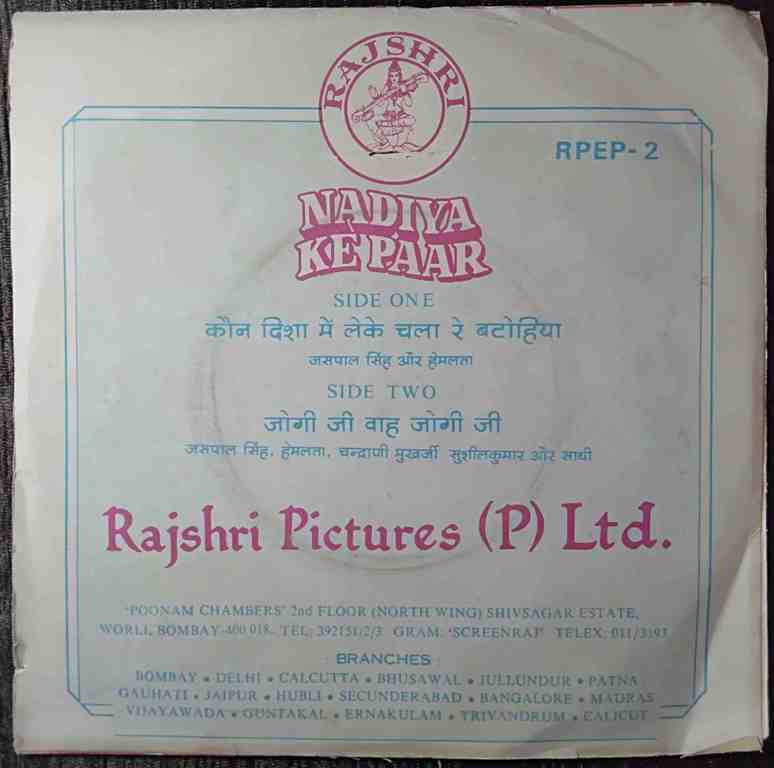 RAJSHRI
RPEP-2
NADIYA
KE PAAR
SIDE ONE
कौन दिशा में लेके चला रे बटोहिया
जसपाल सिंह और हेमलता
SIDE TWO
जोगी जी वाह जोगी जी
जसपाल सिंह, हेमलता, चन्द्राणी मुखर्जी सुशीलकुमार और साथी
Rajshri Pictures (P) Ltd.
'POONAM CHAMBERS' 2nd FLOOR (NORTH WING) SHIVSAGAR ESTATE,
WORLI, BOMBAY-400 018. TEL; 392151/2/3 GRAM: 'SCREENRAJ' TELEX: 011/3193
BRANCHES :
BOMBAY • DELHI • CALCUTTA • BHUSAWAL • JULLUNDUR • PATNA
GAUHATI • JAIPUR • HUBLI • SECUNDERABAD • BANGALORE • MADRAS
VIJAYAWADA • GUNTAKAL • ERNAKULAM • TRIVANDRUM • CALICUT